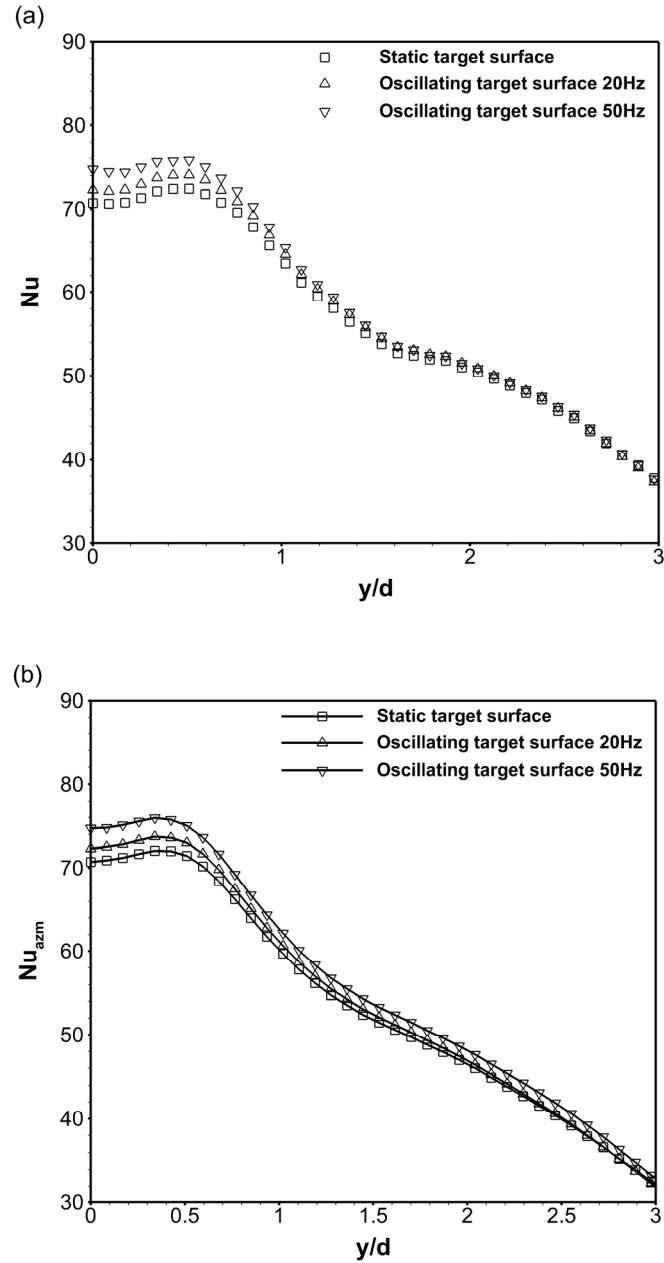 (a)
90
80
70
60
50
40
30
Nu
Static target surface
Oscillating target surface 20Hz
Oscillating target surface 50Hz
0 1 2 3
y/d
(b)
90
80
70
60
50
40
30
Nu_azm
Static target surface
Oscillating target surface 20Hz
Oscillating target surface 50Hz
0 0.5 1 1.5 2 2.5 3
y/d